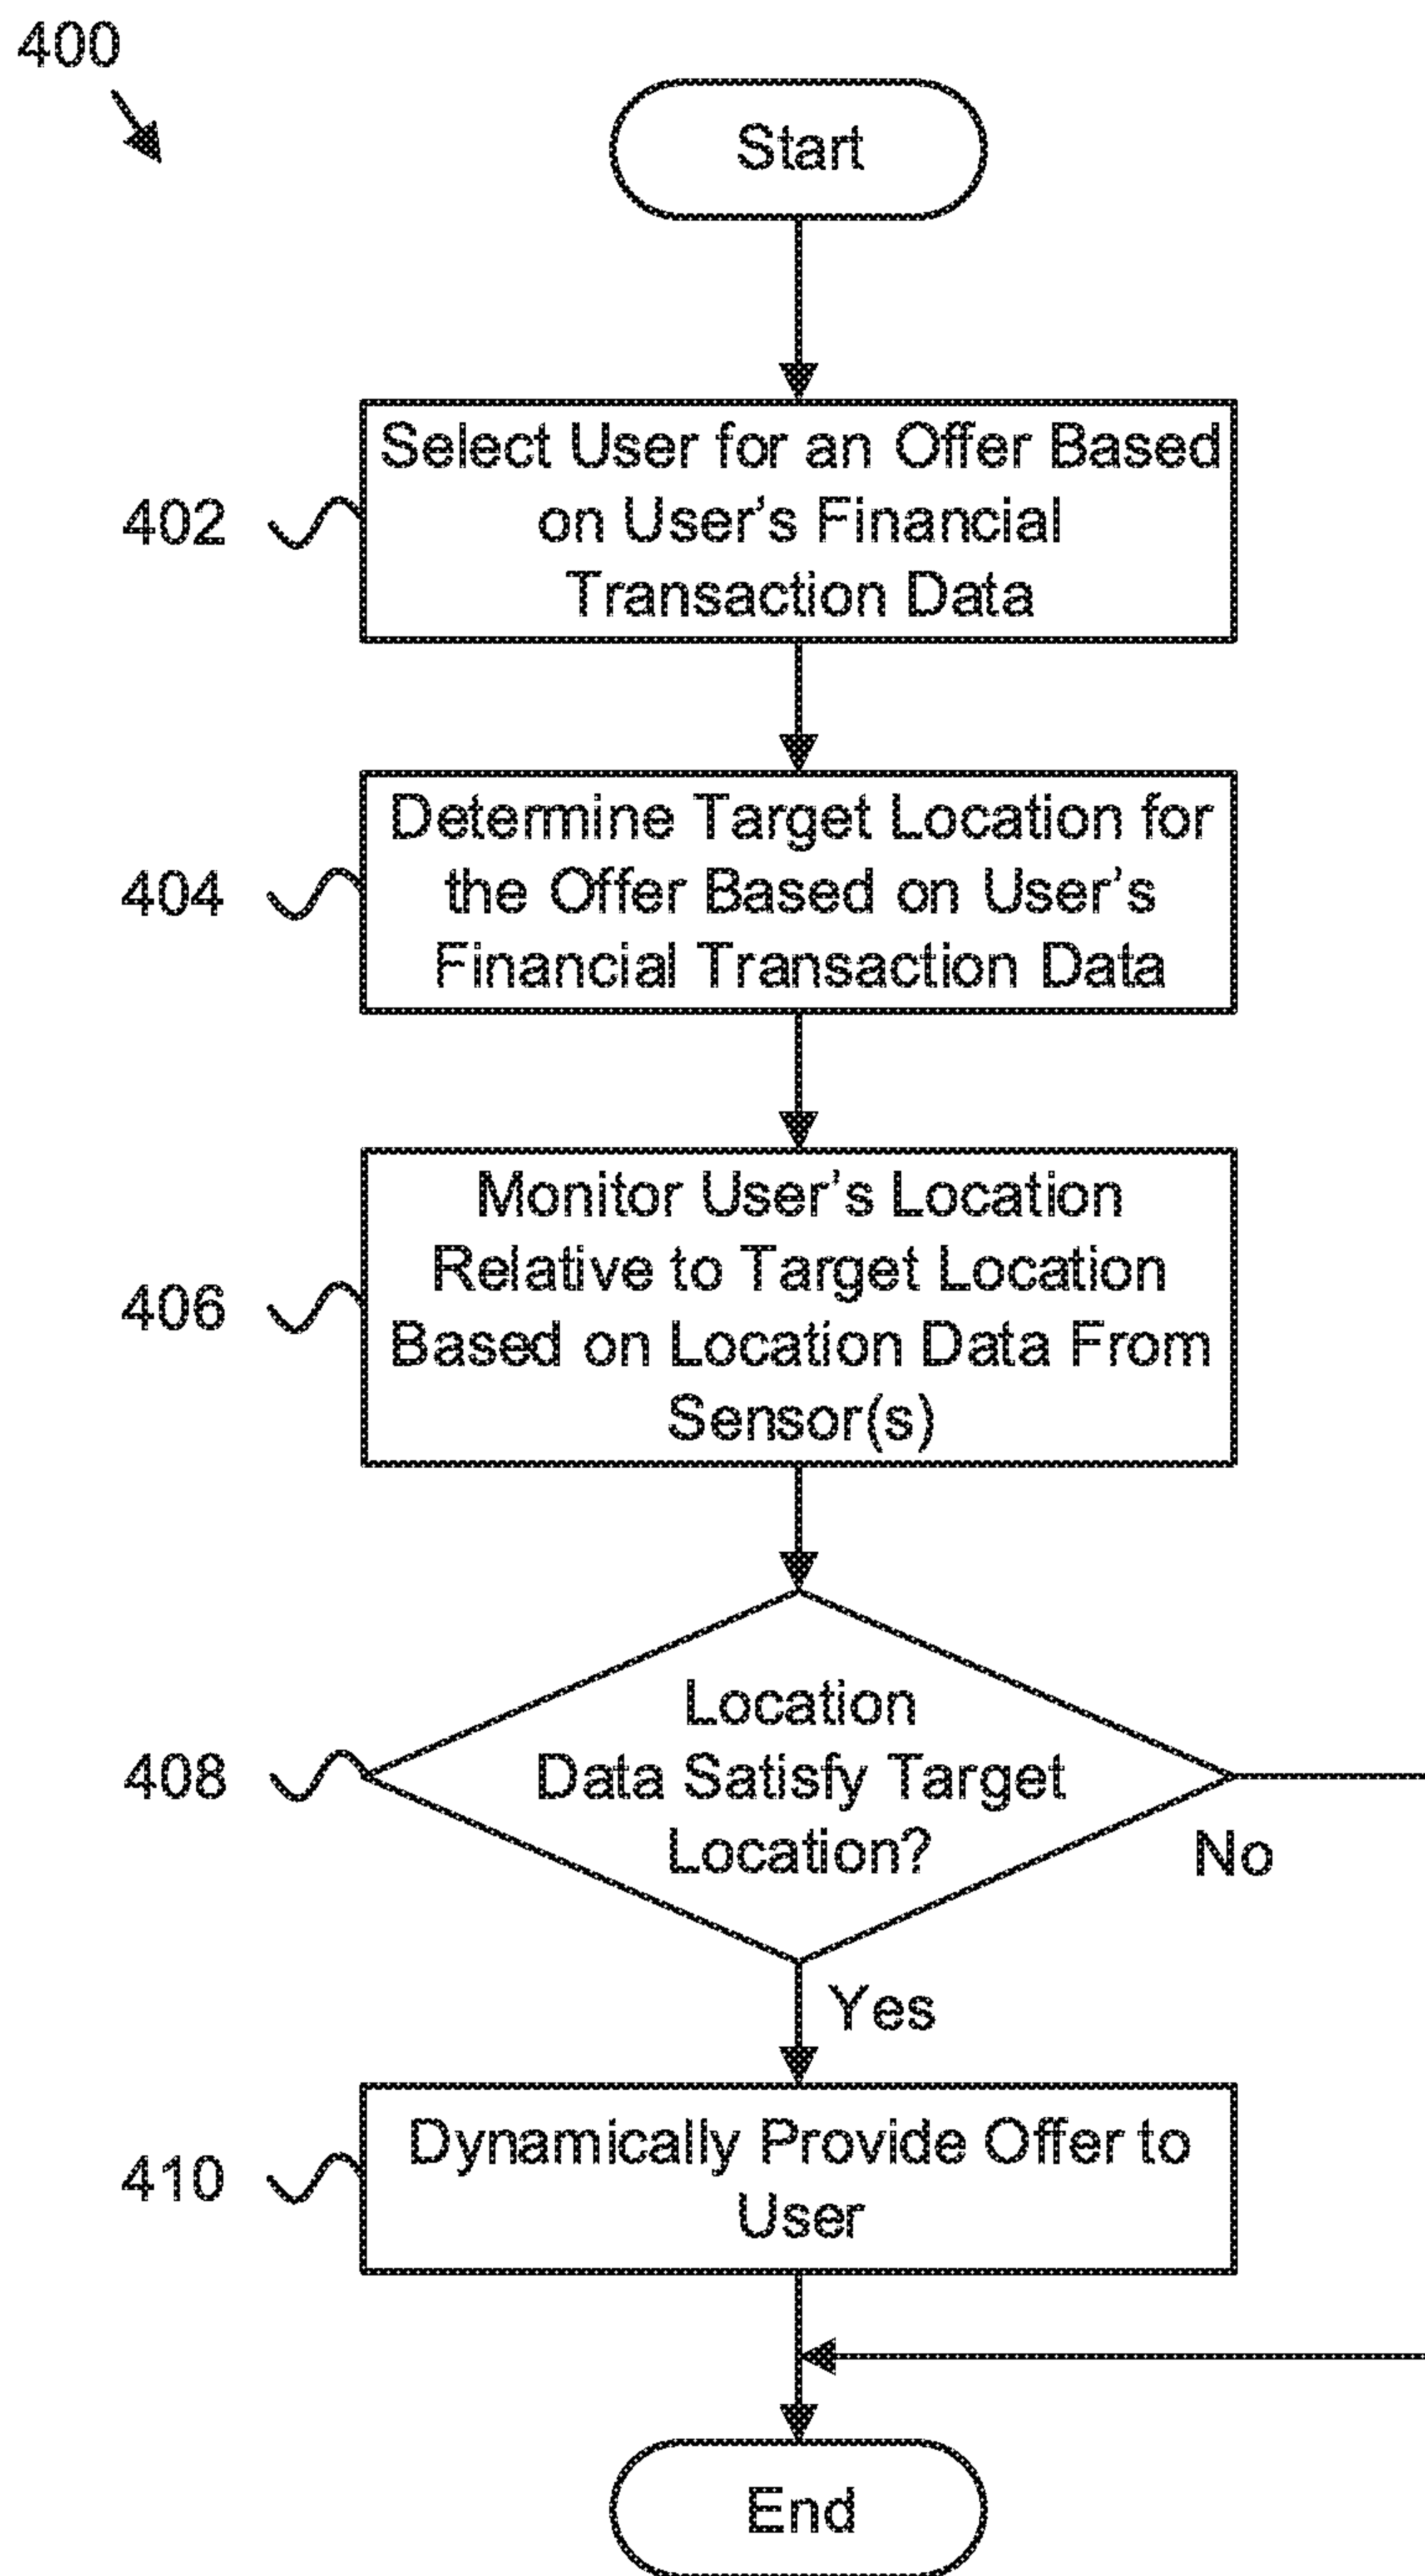 400
Start
402
Select User for an Offer Based
on User's Financial
Transaction Data
404
Determine Target Location for
the Offer Based on User's
Financial Transaction Data
406
Monitor User's Location
Relative to Target Location
Based on Location Data From
Sensor(s)
408
Location
Data Satisfy Target
Location?
No
Yes
410
Dynamically Provide Offer to
User
End